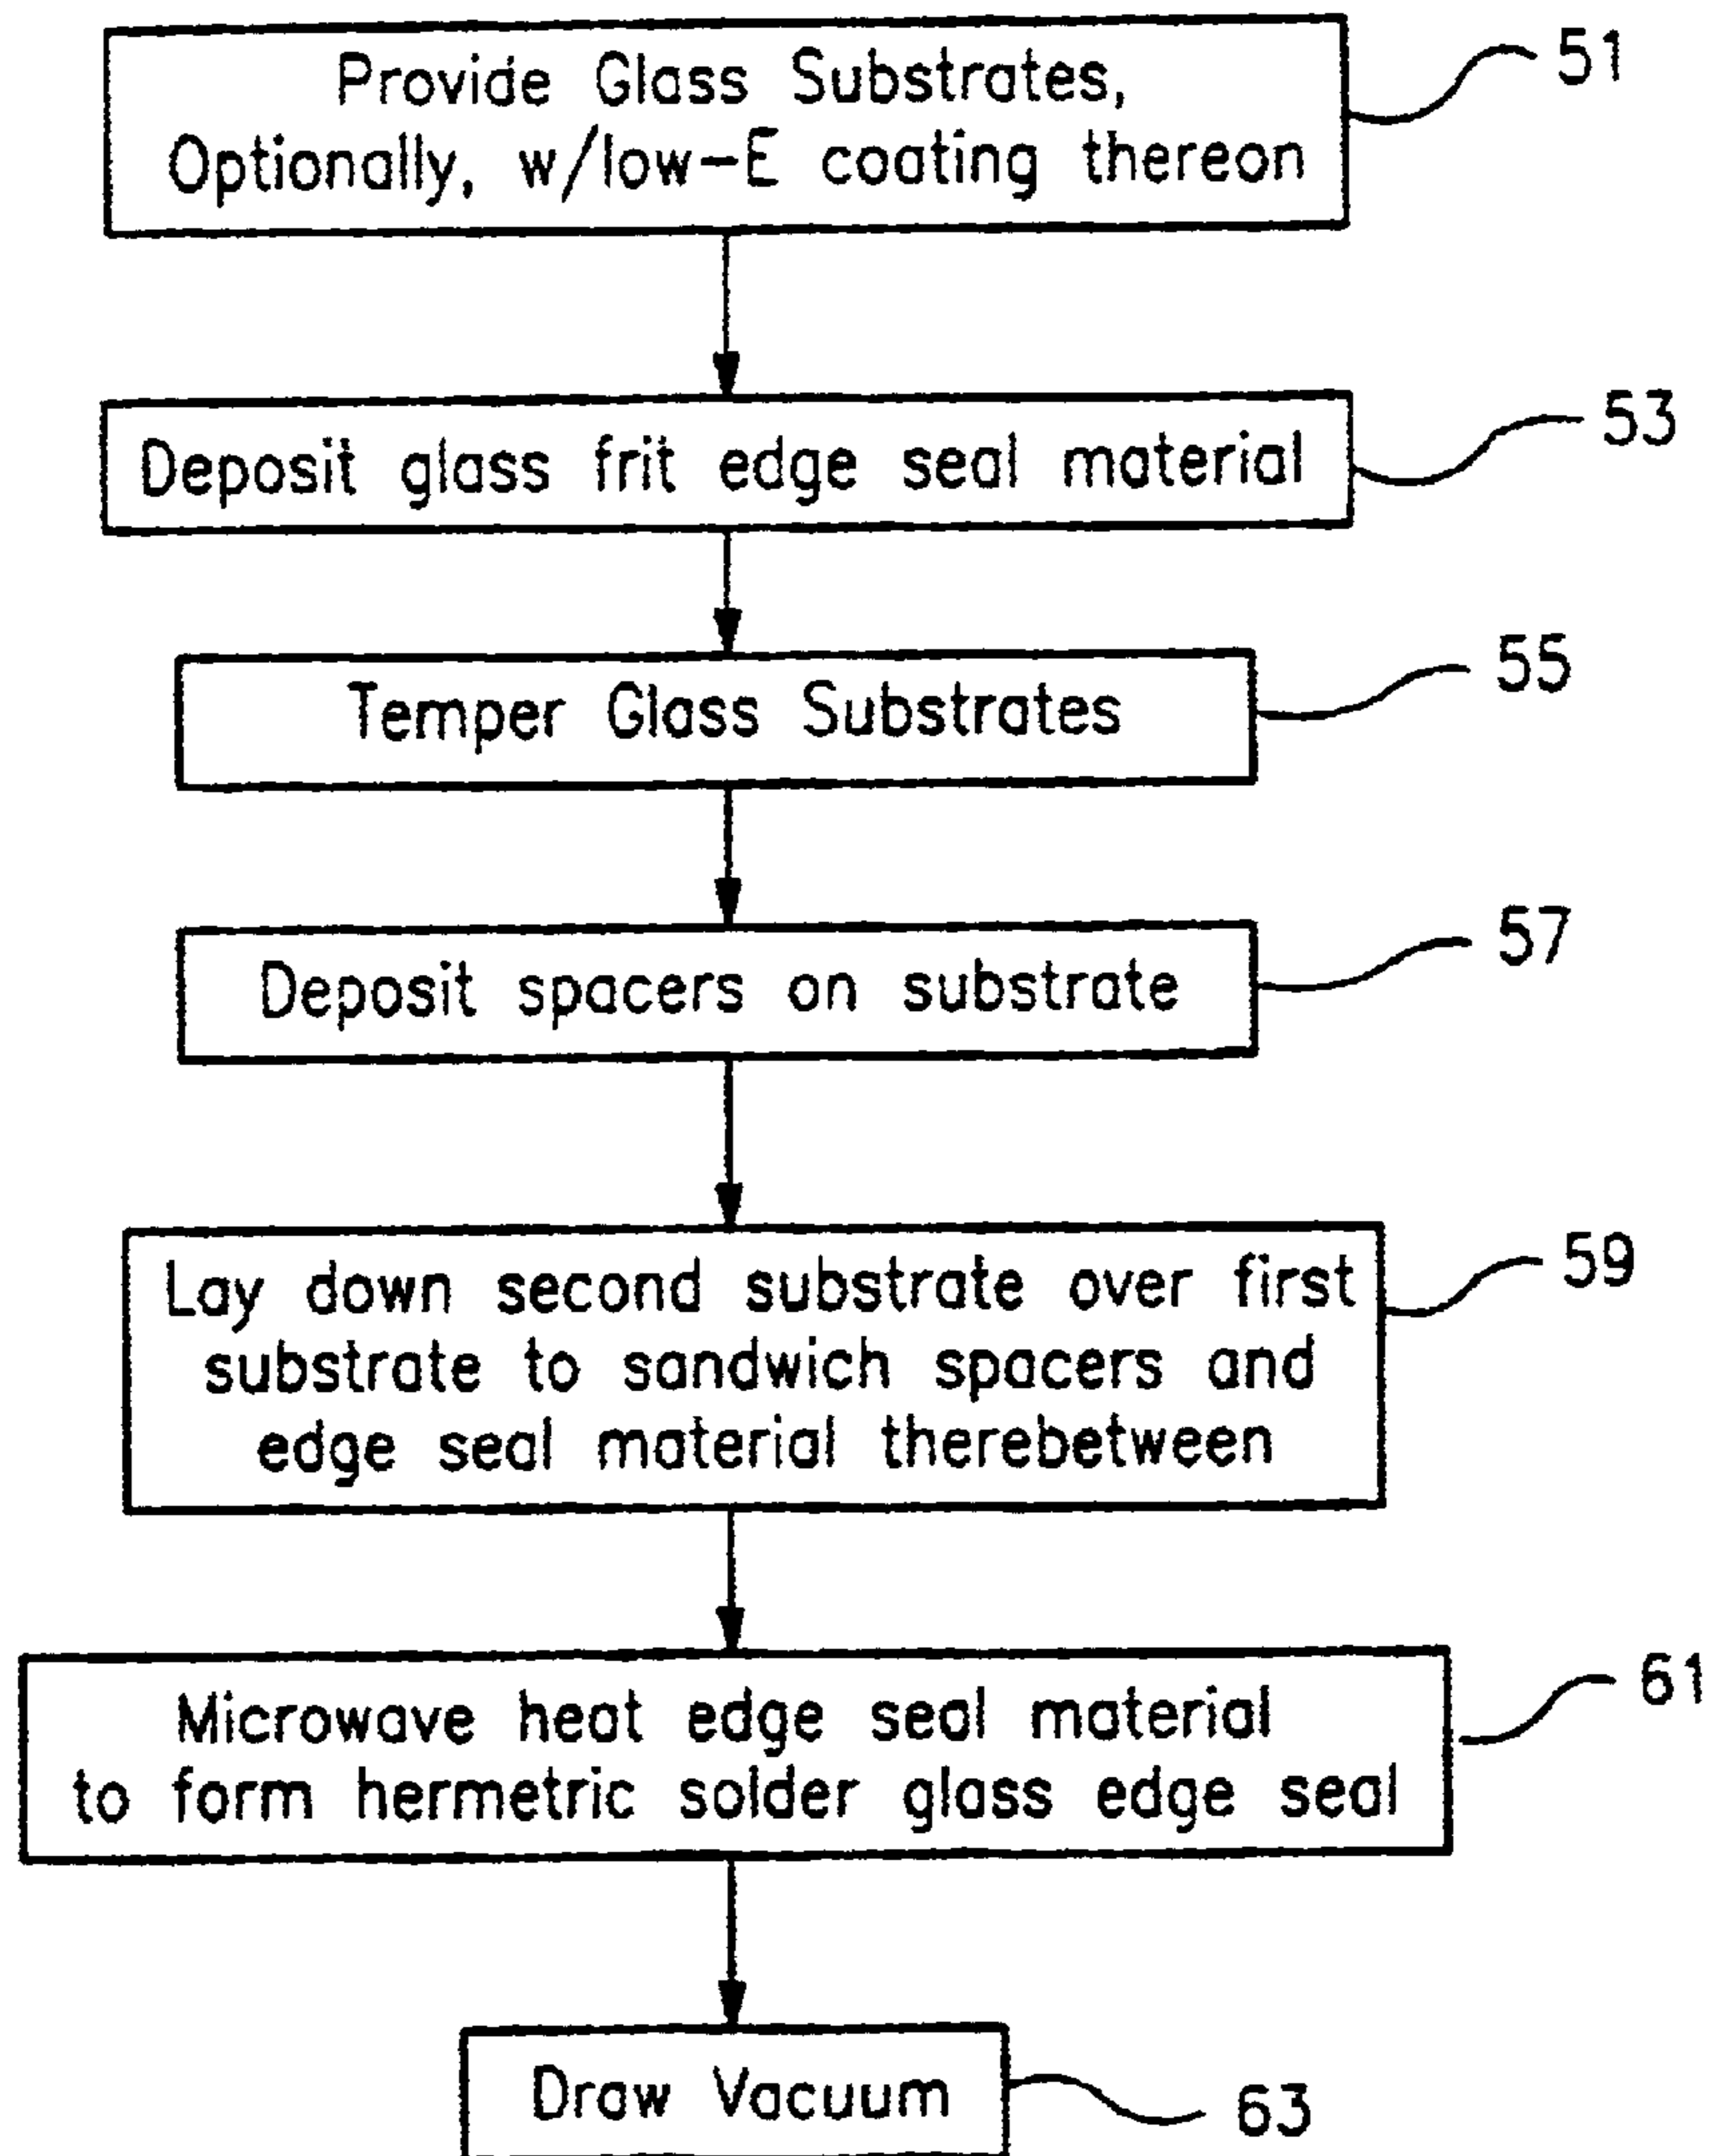 Provide Glass Substrates,
Optionally, w/low-E coating thereon
51
Deposit glass frit edge seal material
53
Temper Glass Substrates
55
Deposit spacers on substrate
57
Lay down second substrate over first
substrate to sandwich spacers and
edge seal material therebetween
59
Microwave heat edge seal material
to form hermetric solder glass edge seal
61
Draw Vacuum
63